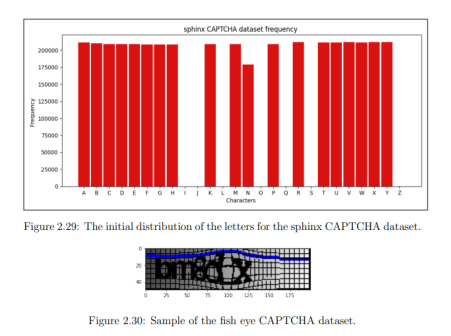 sphinx CAPTCHA dataset frequency
200000
175000
150000
125000
100000
75000
50000
25000
0
Frequency
A B C D E F G H I J K L M N O P Q R S T U V W X Y Z
Characters
Figure 2.29: The initial distribution of the letters for the sphinx CAPTCHA dataset.
0
20
40
0 25 50 75 100 125 150 175
Figure 2.30: Sample of the fish eye CAPTCHA dataset.